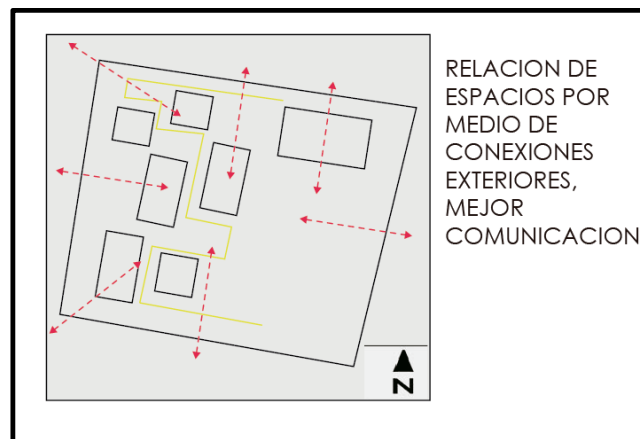 RELACION DE
ESPACIOS POR
MEDIO DE
CONEXIONES
EXTERIORES,
MEJOR
COMUNICACION
N